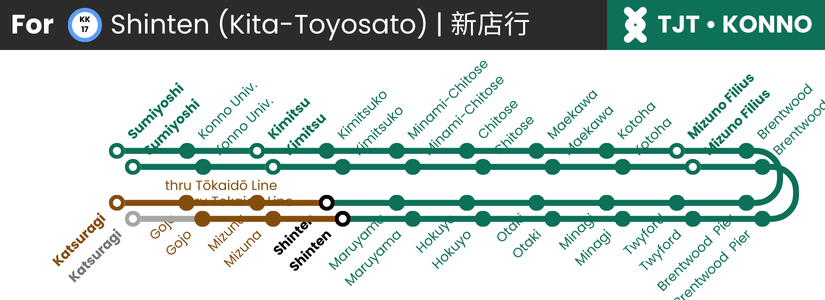 For KK 17 Shinten (Kita-Toyosato) | 新店行
TJT • KONNO
Sumiyoshi
Sumiyoshi
Konno Univ.
Konno Univ.
Kimitsu
Kimitsu
Kimitsuko
Kimitsuko
Minami-Chitose
Minami-Chitose
Chitose
Chitose
Maekawa
Maekawa
Kotoha
Kotoha
Mizuno Filius
Mizuno Filius
Brentwood
Brentwood
thru Tōkaidō Line
thru Tōkaidō Line
Katsuragi
Katsuragi
Gojo
Gojo
Mizuna
Mizuna
Shinten
Shinten
Maruyama
Maruyama
Hokuyo
Hokuyo
Otaki
Otaki
Minagi
Minagi
Twyford
Twyford
Brentwood Pier
Brentwood Pier